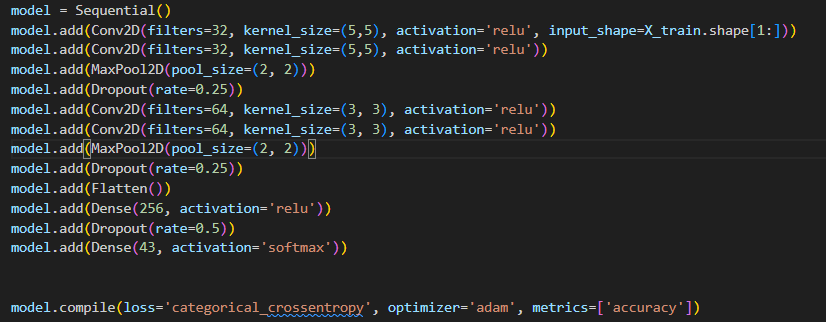 model = Sequential()
model.add(Conv2D(filters=32, kernel_size=(5,5), activation='relu', input_shape=X_train.shape[1:]))
model.add(Conv2D(filters=32, kernel_size=(5,5), activation='relu'))
model.add(MaxPool2D(pool_size=(2, 2)))
model.add(Dropout(rate=0.25))
model.add(Conv2D(filters=64, kernel_size=(3, 3), activation='relu'))
model.add(Conv2D(filters=64, kernel_size=(3, 3), activation='relu'))
model.add(MaxPool2D(pool_size=(2, 2)))
model.add(Dropout(rate=0.25))
model.add(Flatten())
model.add(Dense(256, activation='relu'))
model.add(Dropout(rate=0.5))
model.add(Dense(43, activation='softmax'))
model.compile(loss='categorical_crossentropy', optimizer='adam', metrics=['accuracy'])